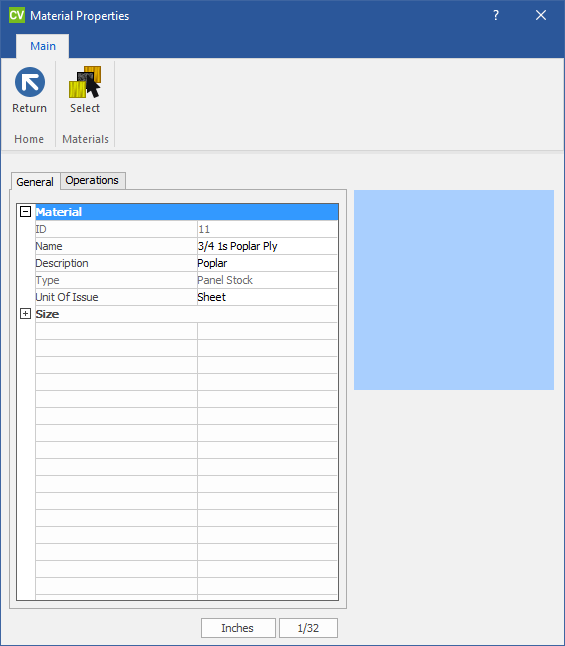 CV Material Properties ?
Main
Return Select
Home Materials
General Operations
Material
ID 11
Name 3/4 1s Poplar Ply
Description Poplar
Type Panel Stock
Unit Of Issue Sheet
Size
Inches 1/32